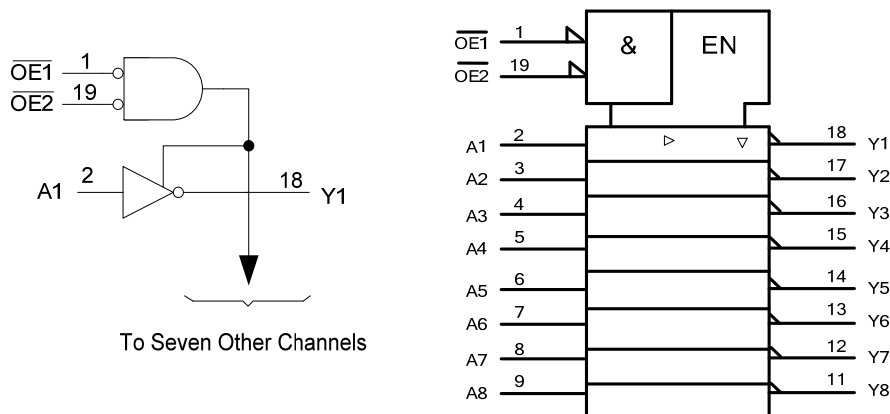 OE1 1
OE2 19
A1 2 18 Y1
To Seven Other Channels
OE1 1 & EN
OE2 19
A1 2 18 Y1
A2 3 17 Y2
A3 4 16 Y3
A4 5 15 Y4
A5 6 14 Y5
A6 7 13 Y6
A7 8 12 Y7
A8 9 11 Y8